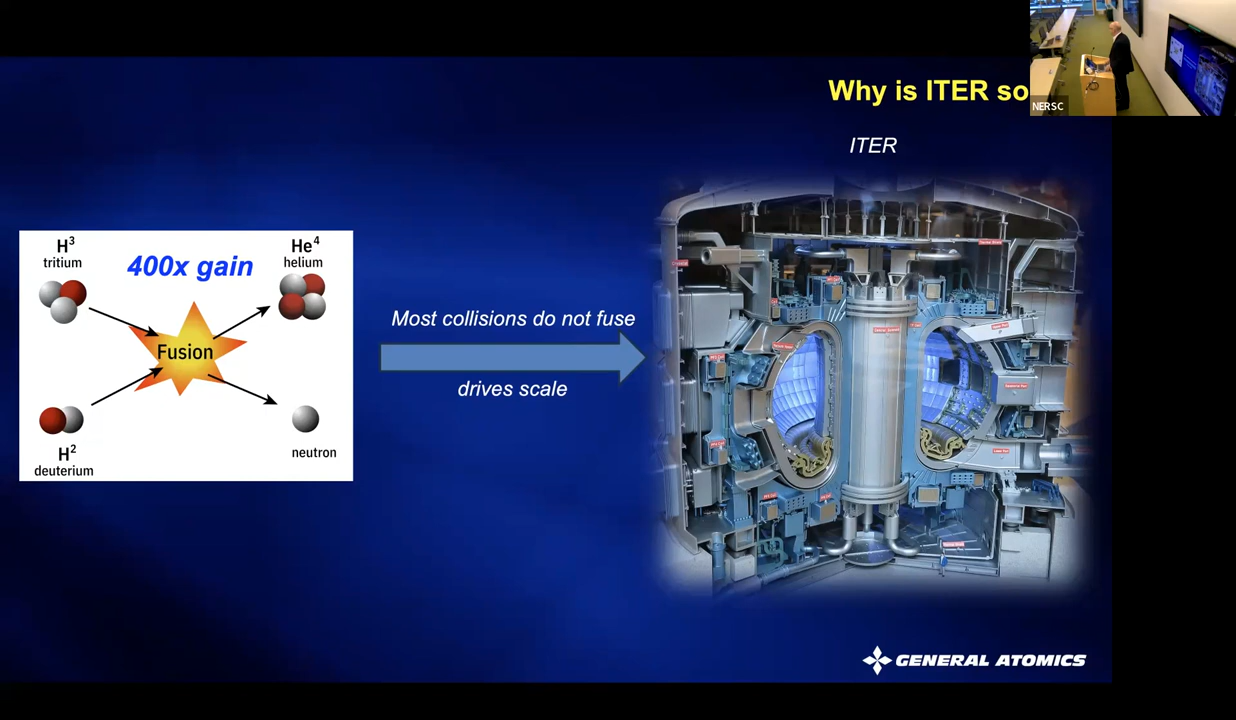 Why is ITER so
NERSC
ITER
H³
tritium
400x gain
He⁴
helium
Fusion
H²
deuterium
neutron
Most collisions do not fuse
drives scale
GENERAL ATOMICS